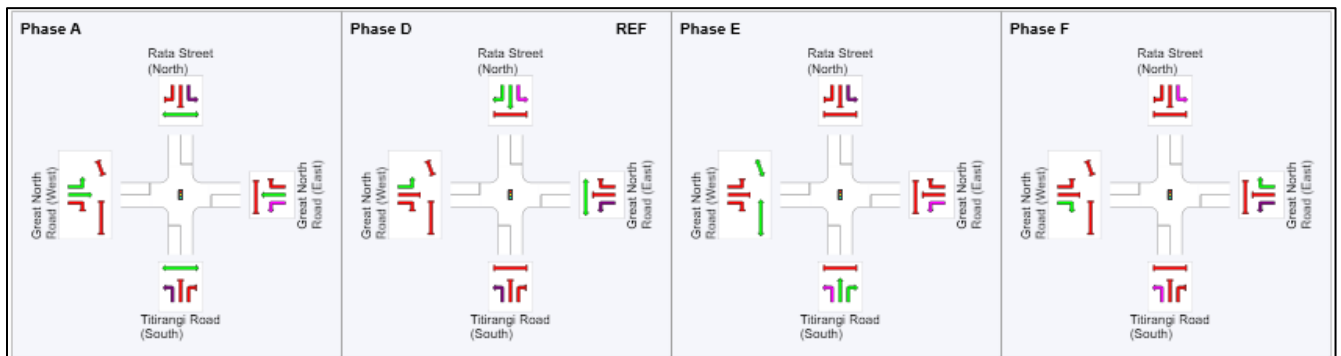 Phase A
Rata Street
(North)
Great North
Road (West)
Great North
Road (East)
Titirangi Road
(South)
Phase D
REF
Rata Street
(North)
Great North
Road (West)
Great North
Road (East)
Titirangi Road
(South)
Phase E
Rata Street
(North)
Great North
Road (West)
Great North
Road (East)
Titirangi Road
(South)
Phase F
Rata Street
(North)
Great North
Road (West)
Great North
Road (East)
Titirangi Road
(South)